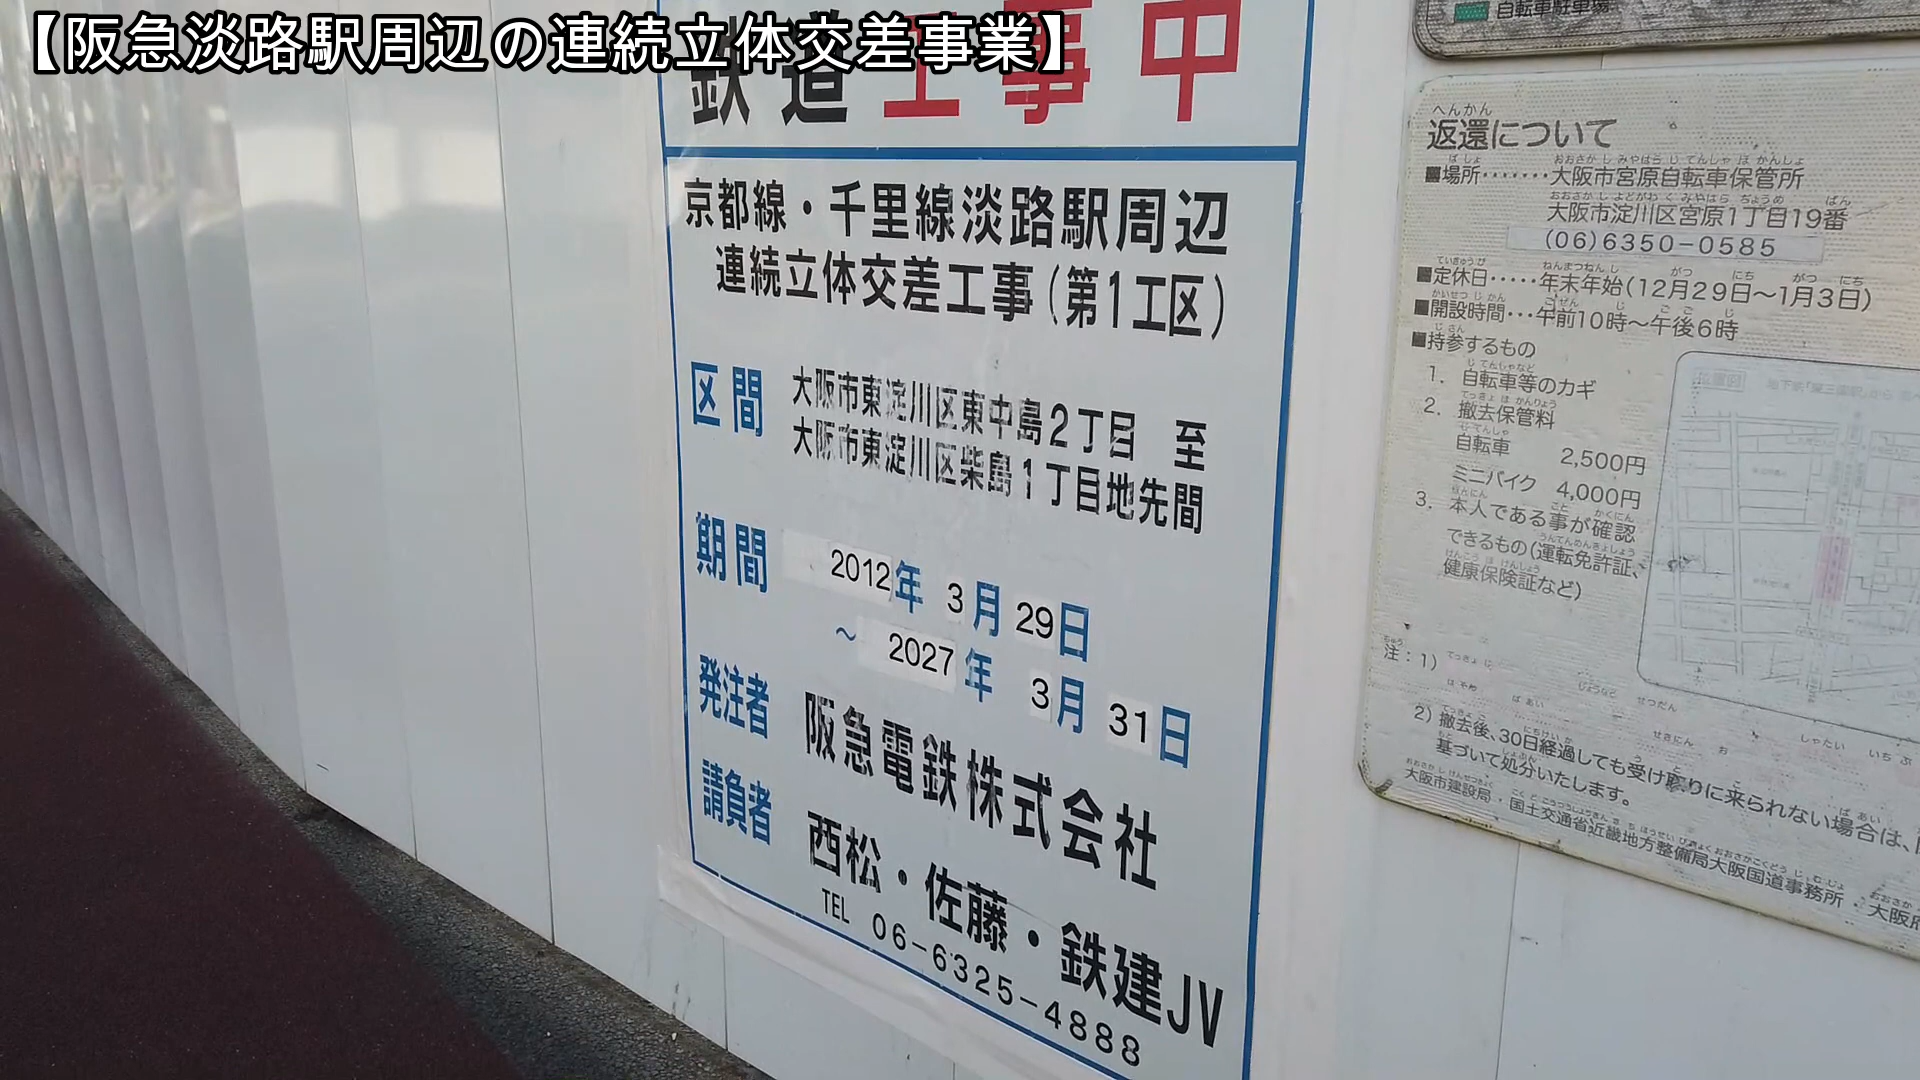 【阪急淡路駅周辺の連続立体交差事業】
鉄道工事中
京都線・千里線淡路駅周辺
連続立体交差工事(第1工区)
区間 大阪市東淀川区東中島2丁目 至
大阪市東淀川区柴島1丁目地先間
期間 2012年 3月 29日
～ 2027年 3月 31日
発注者 阪急電鉄株式会社
請負者 西松・佐藤・鉄建JV
TEL 06-6325-4888
自転車駐車場
返還について
■場所‥‥‥‥大阪市宮原自転車保管所
大阪市淀川区宮原1丁目19番
(06)6350-0585
■定休日‥‥‥年末年始(12月29日～1月3日)
■開設時間‥‥午前10時～午後6時
■持参するもの
1. 自転車等のカギ
2. 撤去保管料
自転車 2,500円
ミニバイク 4,000円
3. 本人である事が確認
できるもの(運転免許証、
健康保険証など)
位置図
注:1)
2) 撤去後、30日経過しても受け取りに来られない場合は、
基づいて処分いたします。
大阪市建設局・国土交通省近畿地方整備局大阪国道事務所・大阪府